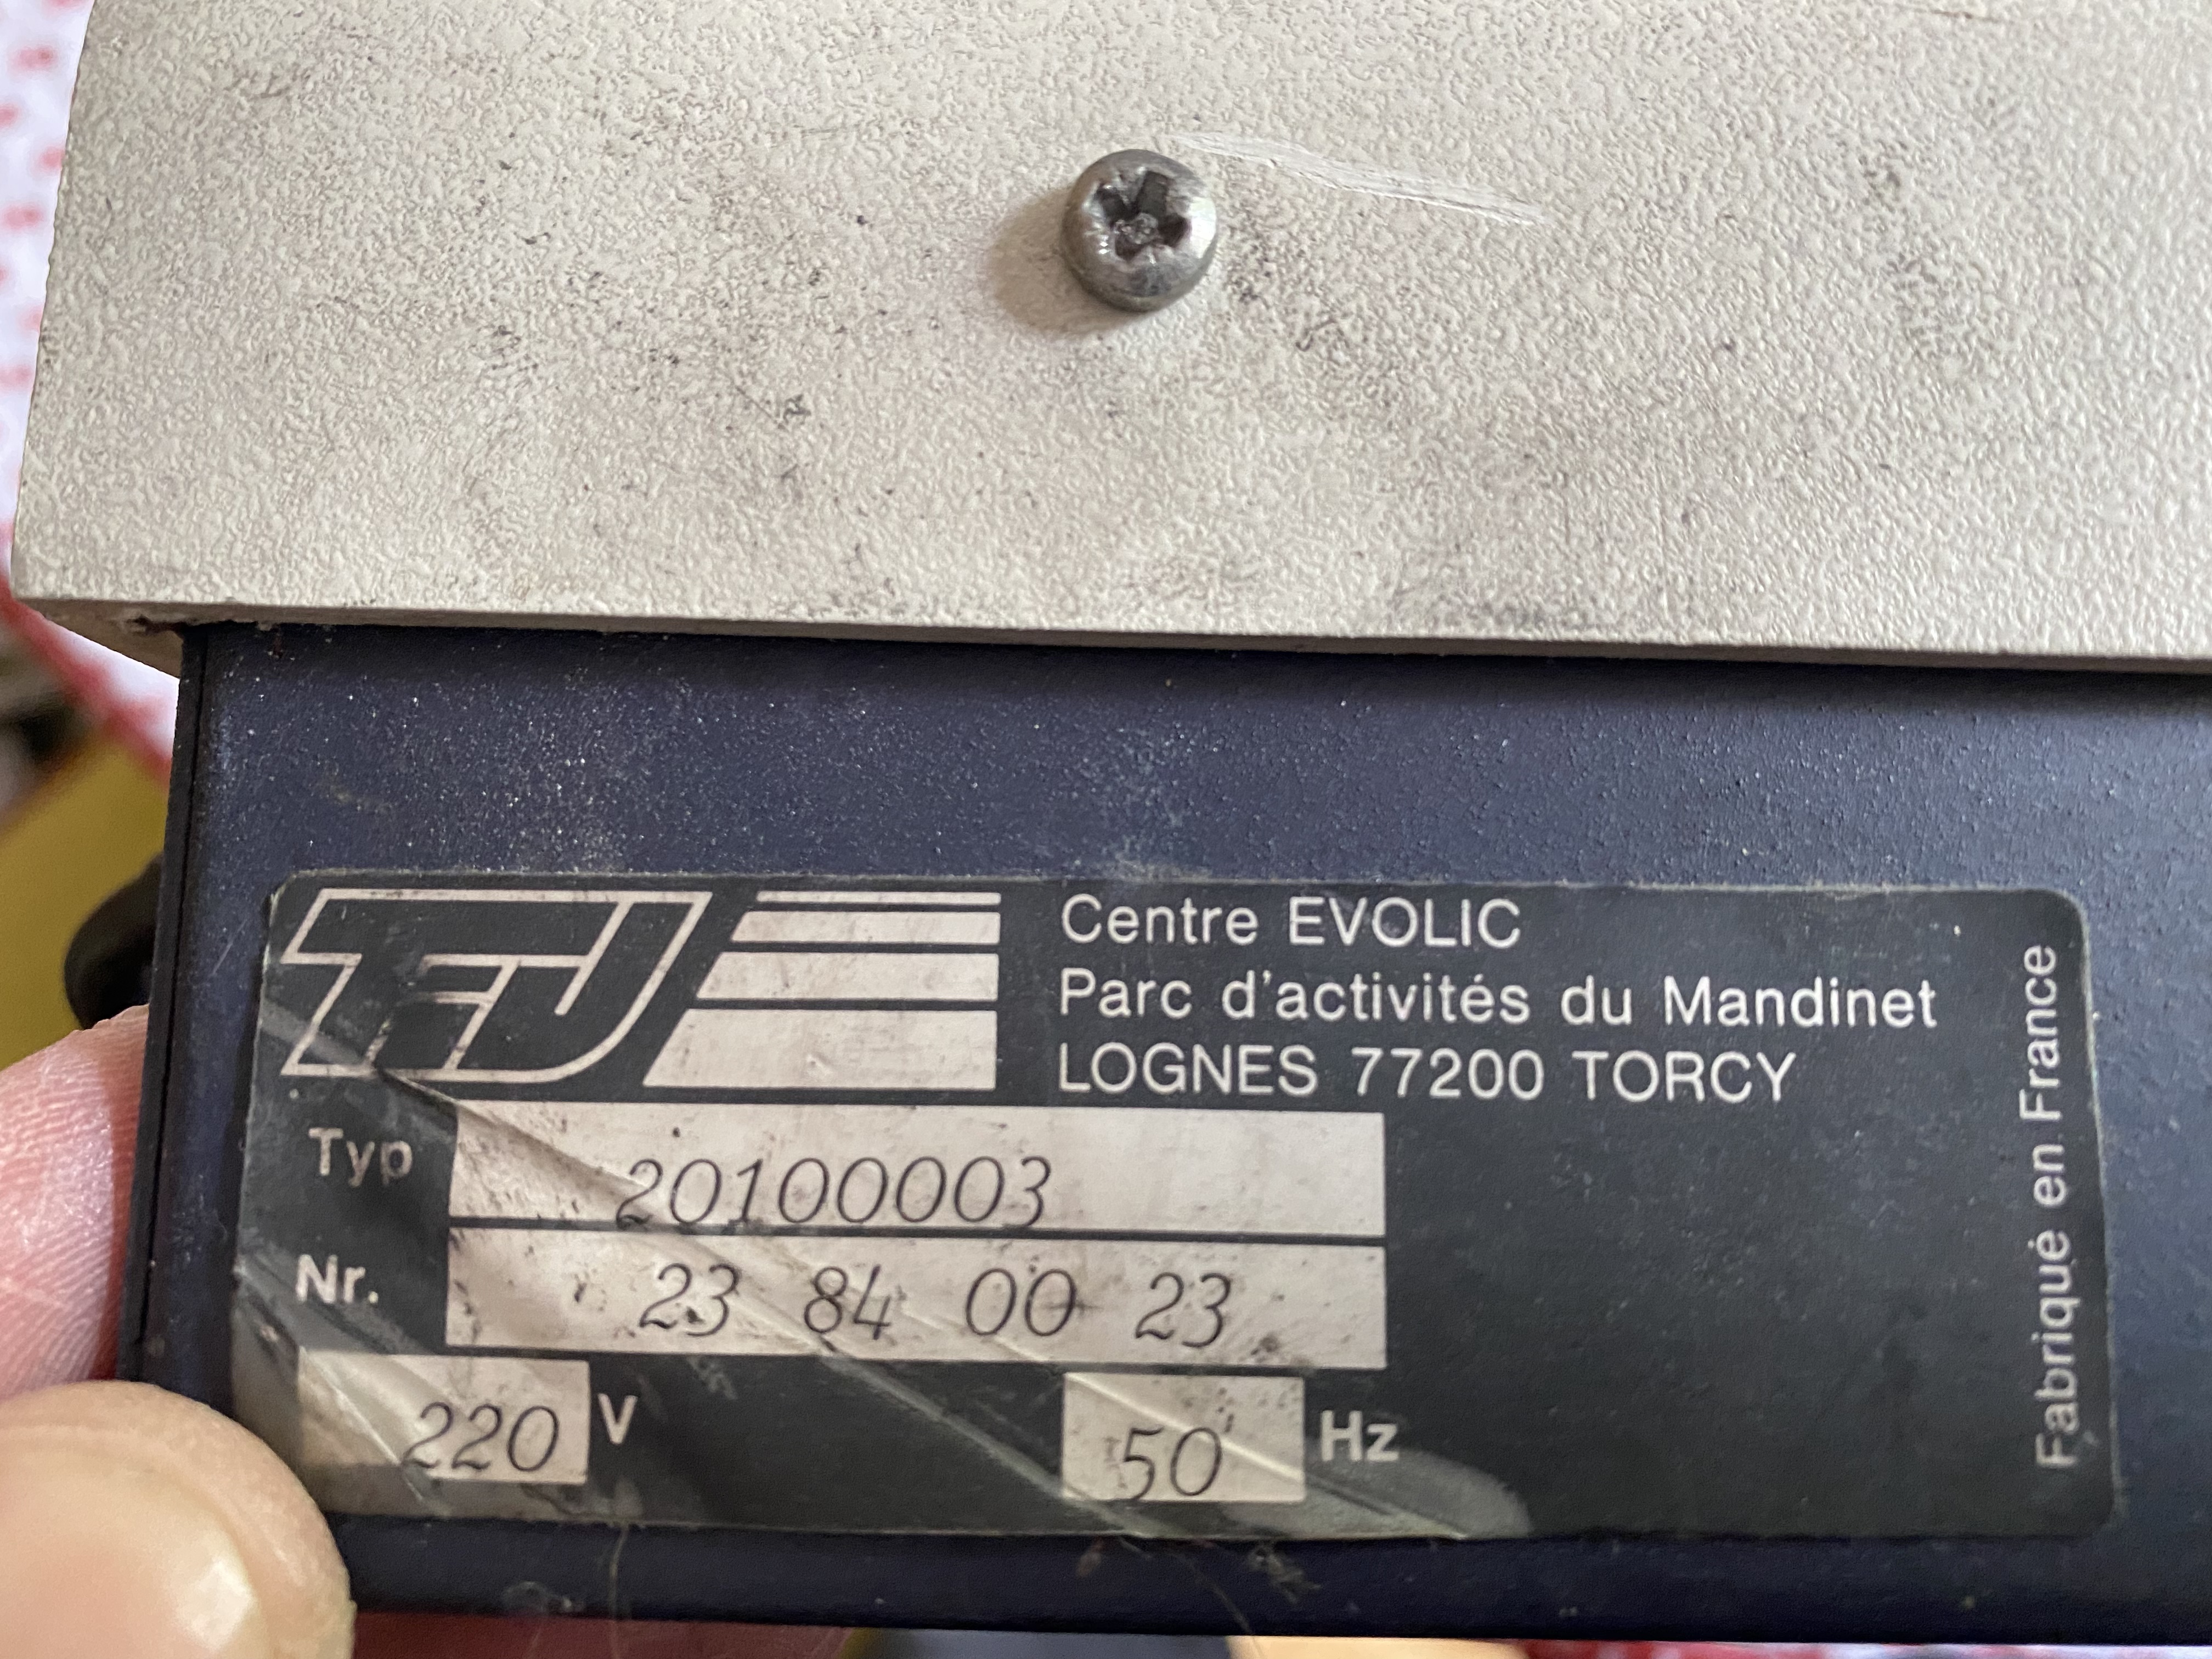 Centre EVOLIC
Parc d'activités du Mandinet
LOGNES 77200 TORCY
Typ 20100003
Nr. 23 84 00 23
220 V 50 Hz
Fabriqué en France